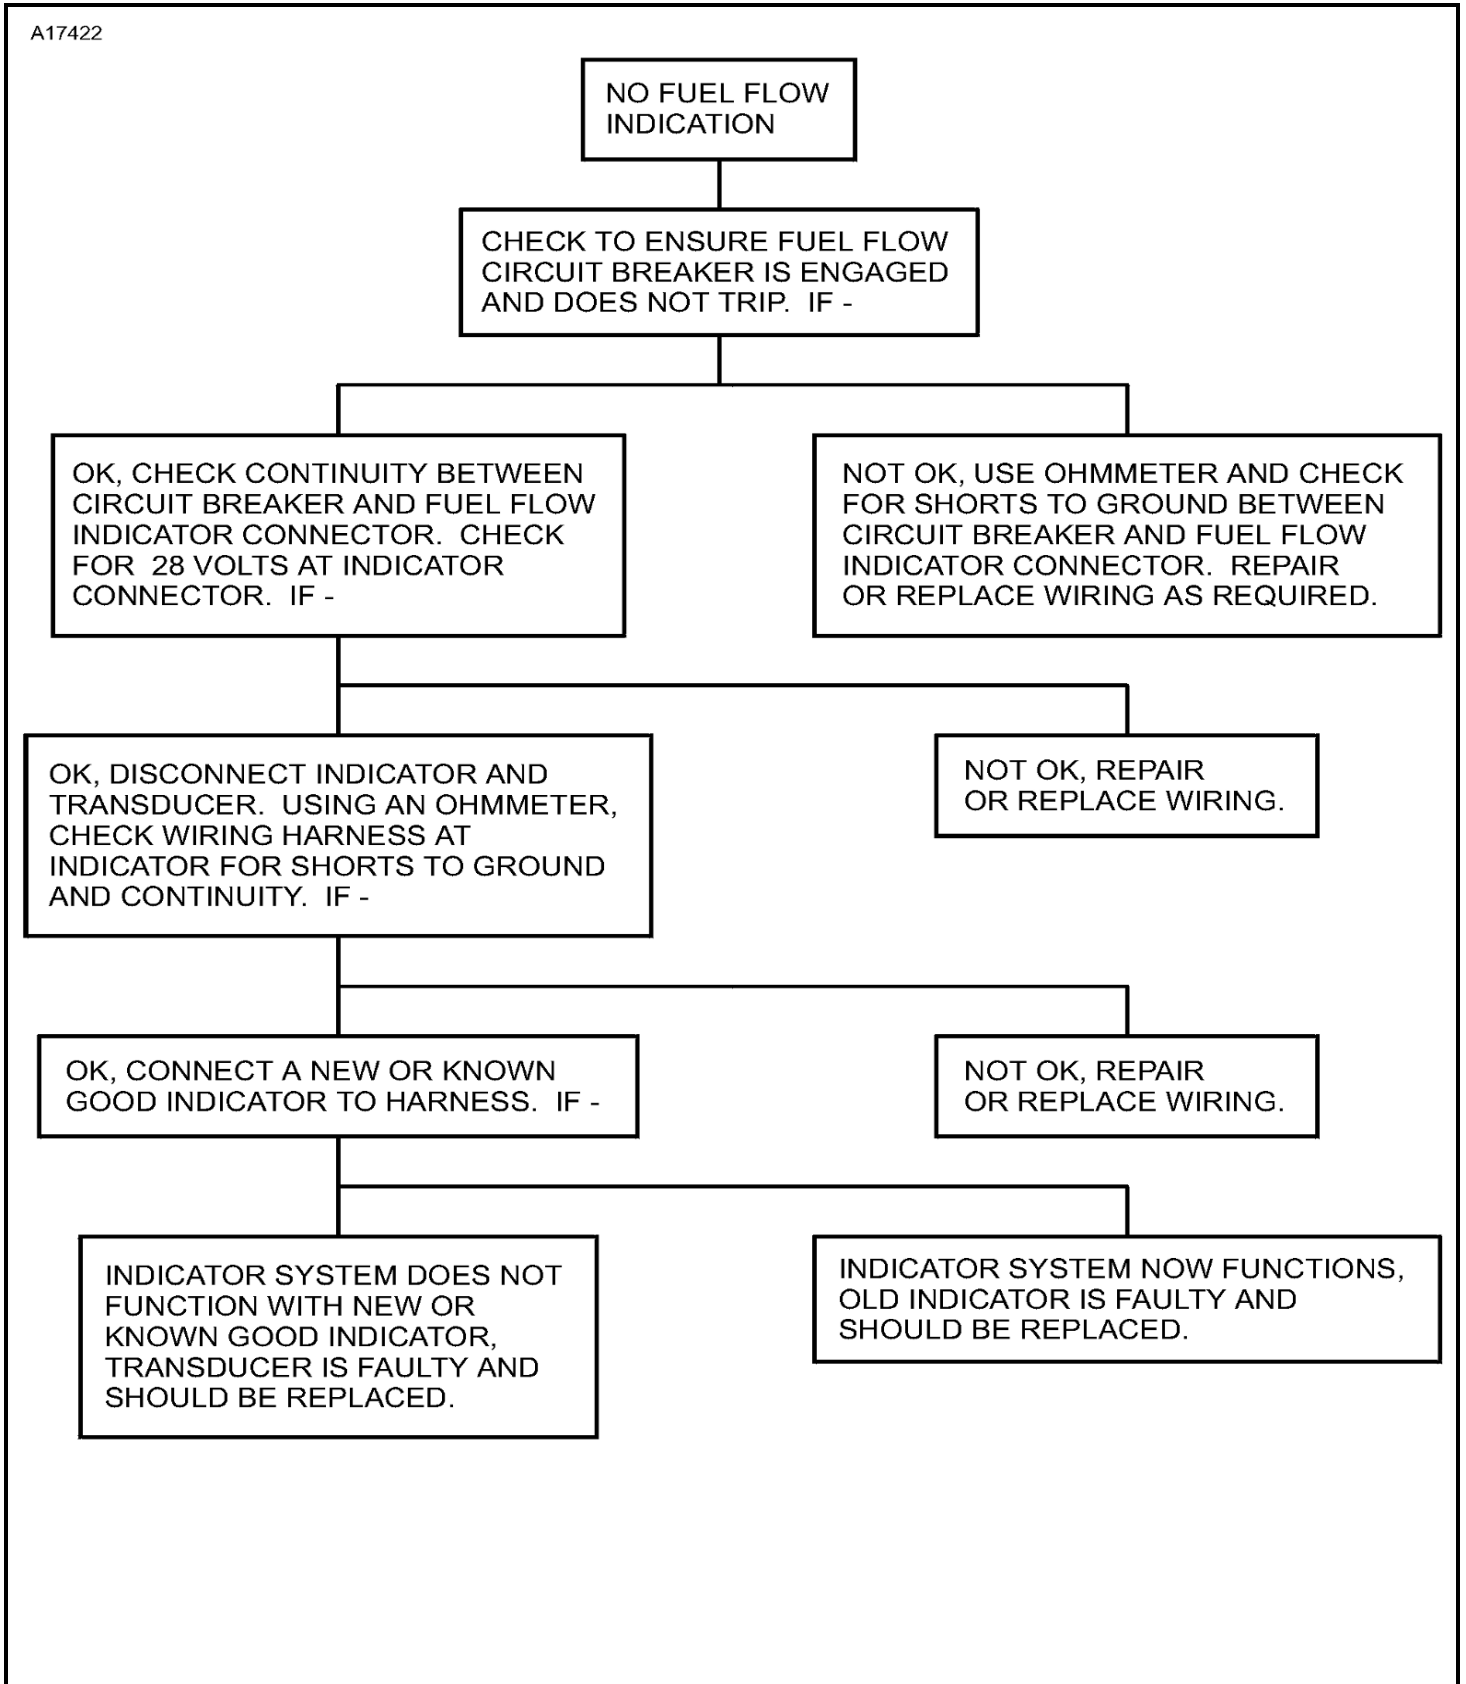 A17422
NO FUEL FLOW
INDICATION
CHECK TO ENSURE FUEL FLOW
CIRCUIT BREAKER IS ENGAGED
AND DOES NOT TRIP.  IF -
OK, CHECK CONTINUITY BETWEEN
CIRCUIT BREAKER AND FUEL FLOW
INDICATOR CONNECTOR.  CHECK
FOR  28 VOLTS AT INDICATOR
CONNECTOR.  IF -
NOT OK, USE OHMMETER AND CHECK
FOR SHORTS TO GROUND BETWEEN
CIRCUIT BREAKER AND FUEL FLOW
INDICATOR CONNECTOR.  REPAIR
OR REPLACE WIRING AS REQUIRED.
OK, DISCONNECT INDICATOR AND
TRANSDUCER.  USING AN OHMMETER,
CHECK WIRING HARNESS AT
INDICATOR FOR SHORTS TO GROUND
AND CONTINUITY.  IF -
NOT OK, REPAIR
OR REPLACE WIRING.
OK, CONNECT A NEW OR KNOWN
GOOD INDICATOR TO HARNESS.  IF -
NOT OK, REPAIR
OR REPLACE WIRING.
INDICATOR SYSTEM DOES NOT
FUNCTION WITH NEW OR
KNOWN GOOD INDICATOR,
TRANSDUCER IS FAULTY AND
SHOULD BE REPLACED.
INDICATOR SYSTEM NOW FUNCTIONS,
OLD INDICATOR IS FAULTY AND
SHOULD BE REPLACED.